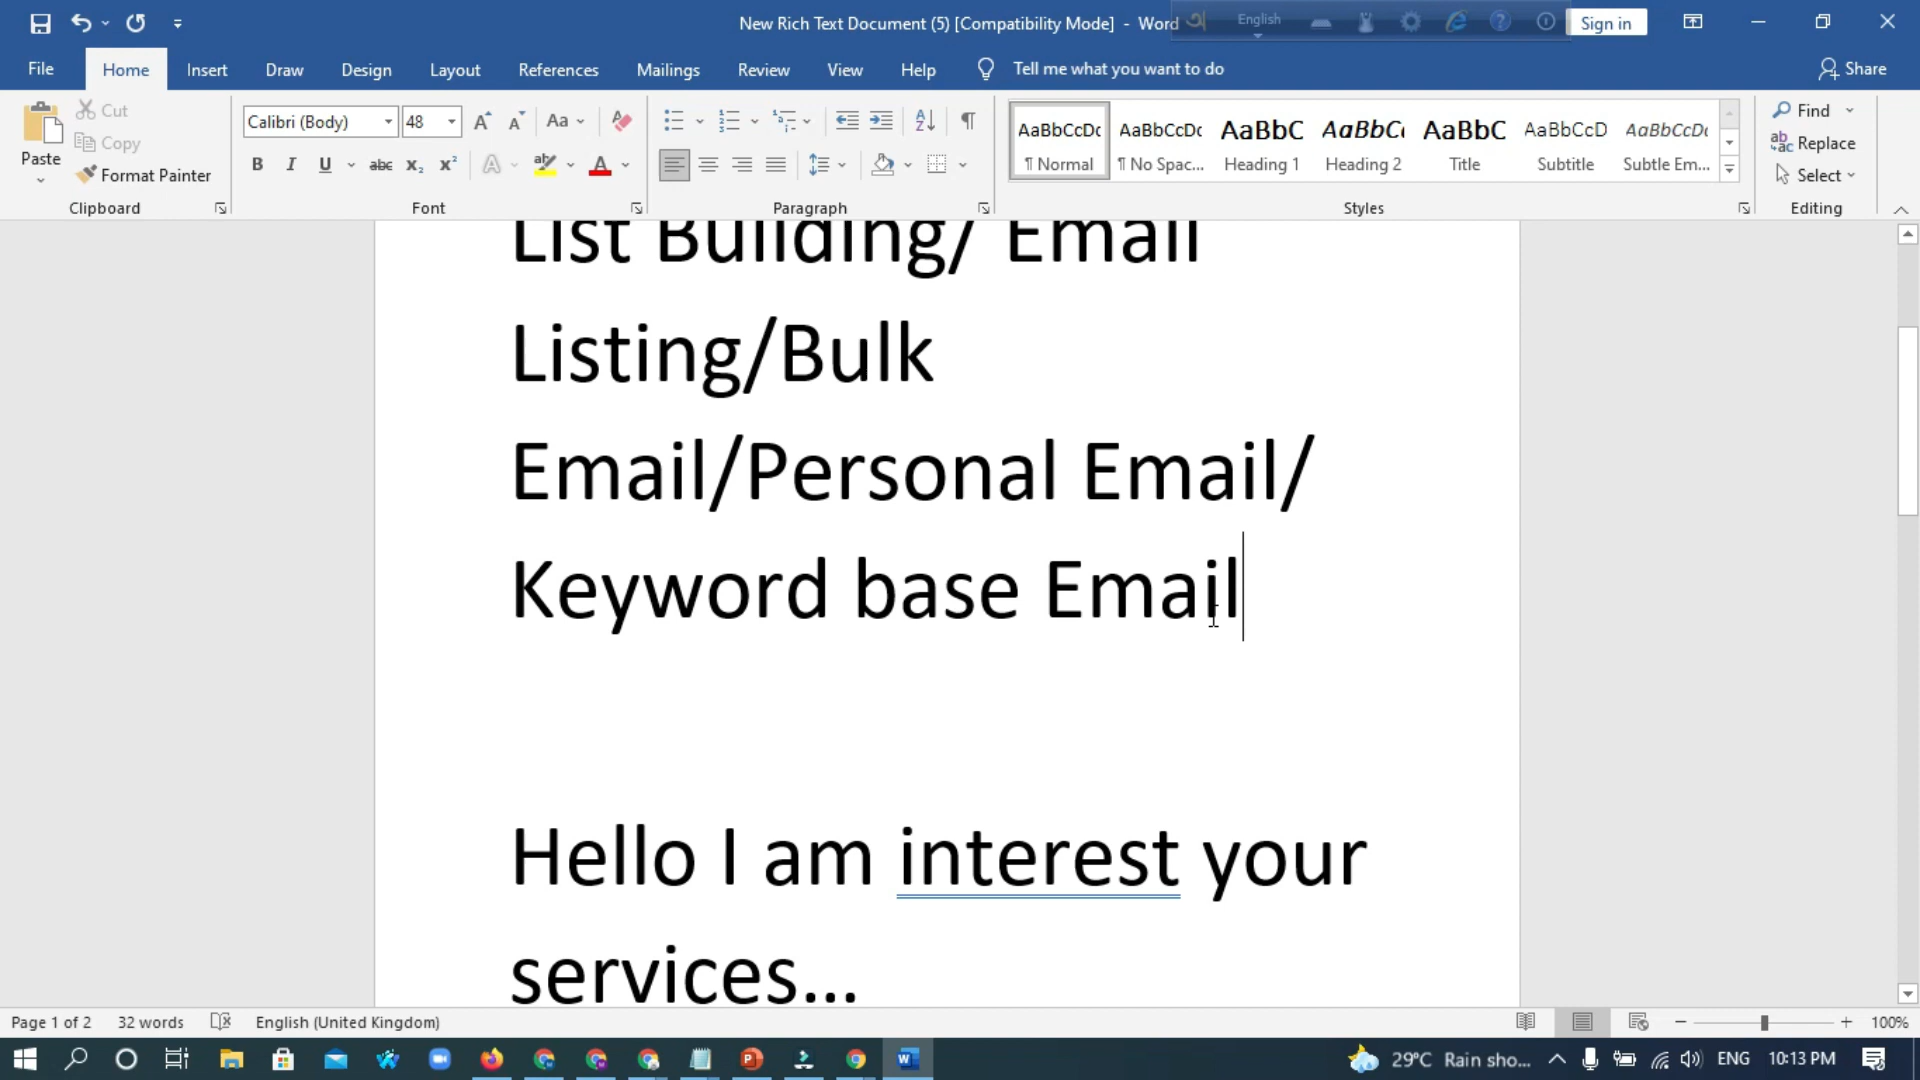 New Rich Text Document (5) [Compatibility Mode] - Word
English
Sign in
File Home Insert Draw Design Layout References Mailings Review View Help Tell me what you want to do Share
Paste
Cut
Copy
Format Painter
Clipboard
Calibri (Body) 48
Font
Paragraph
AaBbCcDc AaBbCcDc AaBbC AaBbCc AaBbC AaBbCcD AaBbCcDc
¶ Normal ¶ No Spac... Heading 1 Heading 2 Title Subtitle Subtle Em...
Styles
Find
Replace
Select
Editing
List Building/ Email
Listing/Bulk
Email/Personal Email/
Keyword base Email
Hello I am interest your
services...
Page 1 of 2 32 words English (United Kingdom) 100%
29°C Rain sho... ENG 10:13 PM